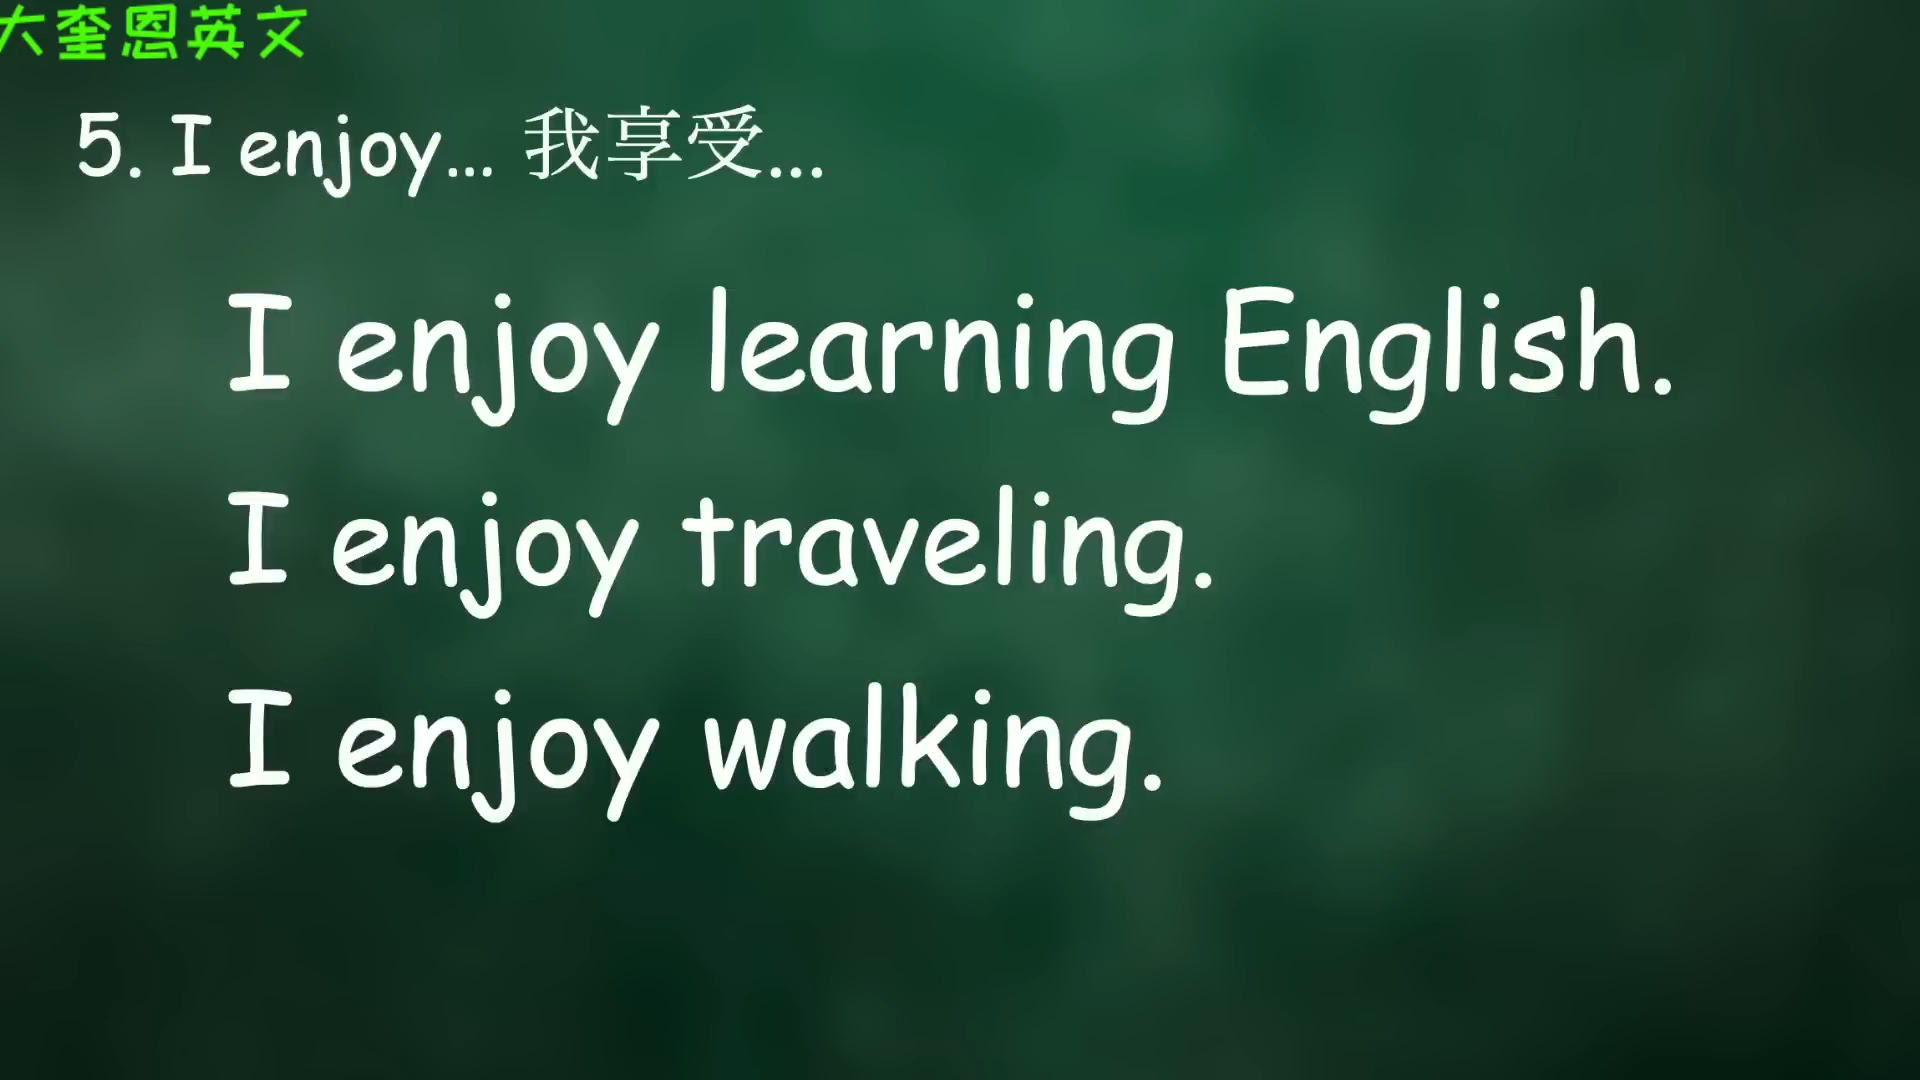 大奎恩英文
5. I enjoy... 我享受...
I enjoy learning English.
I enjoy traveling.
I enjoy walking.